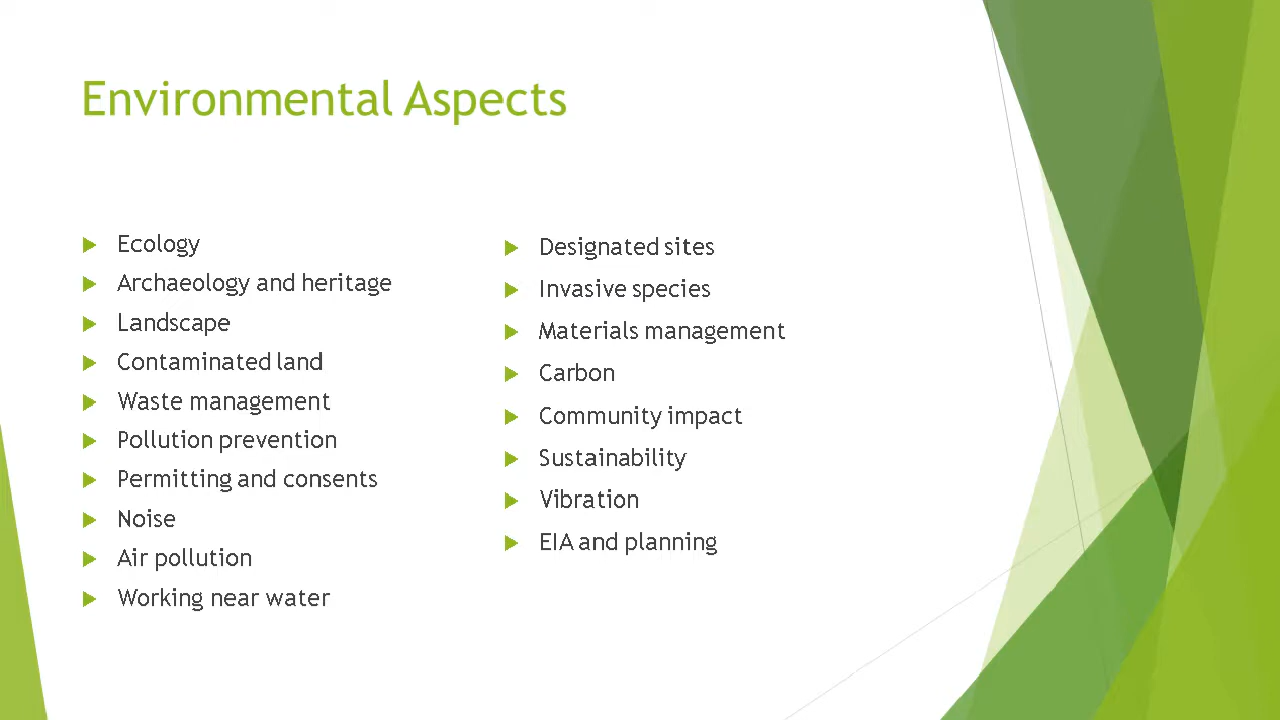 Environmental Aspects
Ecology
Archaeology and heritage
Landscape
Contaminated land
Waste management
Pollution prevention
Permitting and consents
Noise
Air pollution
Working near water
Designated sites
Invasive species
Materials management
Carbon
Community impact
Sustainability
Vibration
EIA and planning